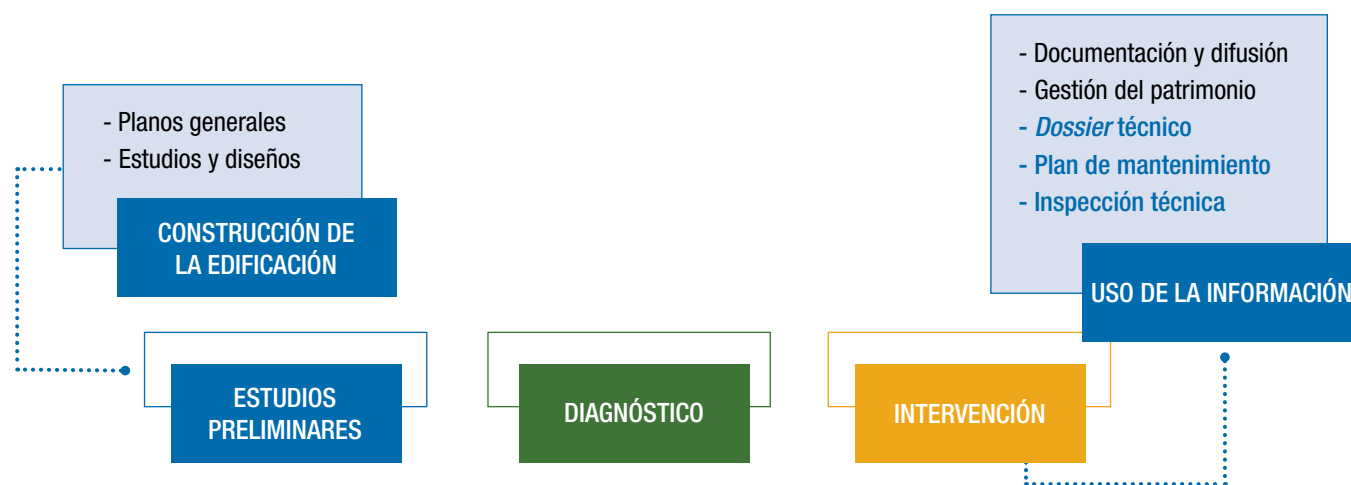 - Planos generales
- Estudios y diseños
CONSTRUCCIÓN DE
LA EDIFICACIÓN
- Documentación y difusión
- Gestión del patrimonio
- Dossier técnico
- Plan de mantenimiento
- Inspección técnica
USO DE LA INFORMACIÓN
ESTUDIOS
PRELIMINARES
DIAGNÓSTICO
INTERVENCIÓN